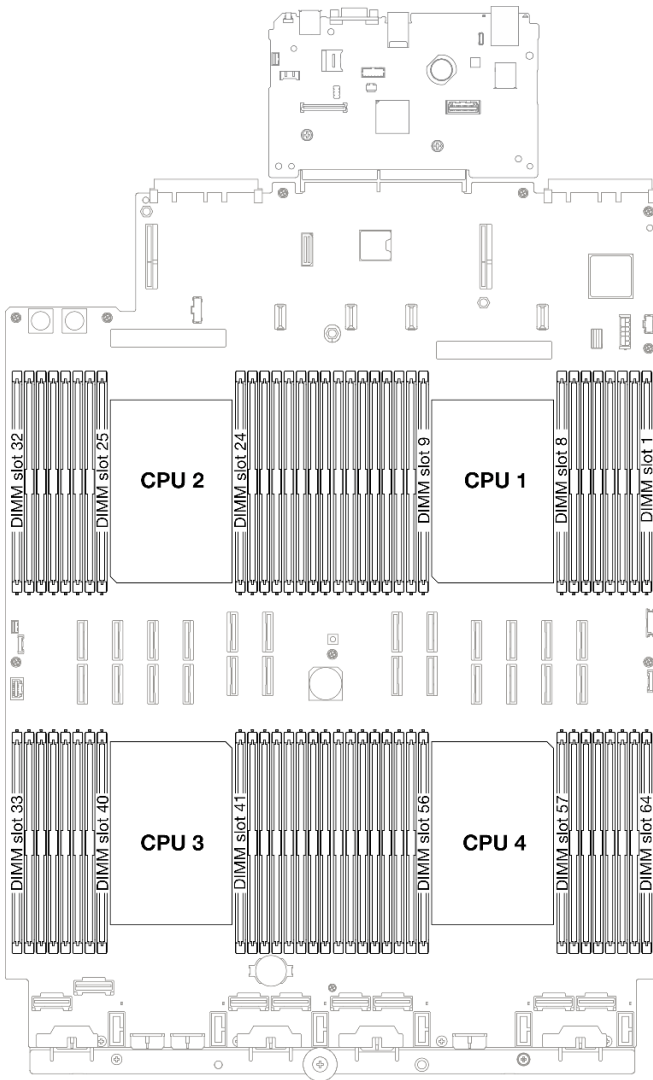 DIMM slot 32
DIMM slot 25
CPU 2
DIMM slot 24
DIMM slot 9
CPU 1
DIMM slot 8
DIMM slot 1
DIMM slot 33
DIMM slot 40
CPU 3
DIMM slot 41
DIMM slot 56
CPU 4
DIMM slot 57
DIMM slot 64